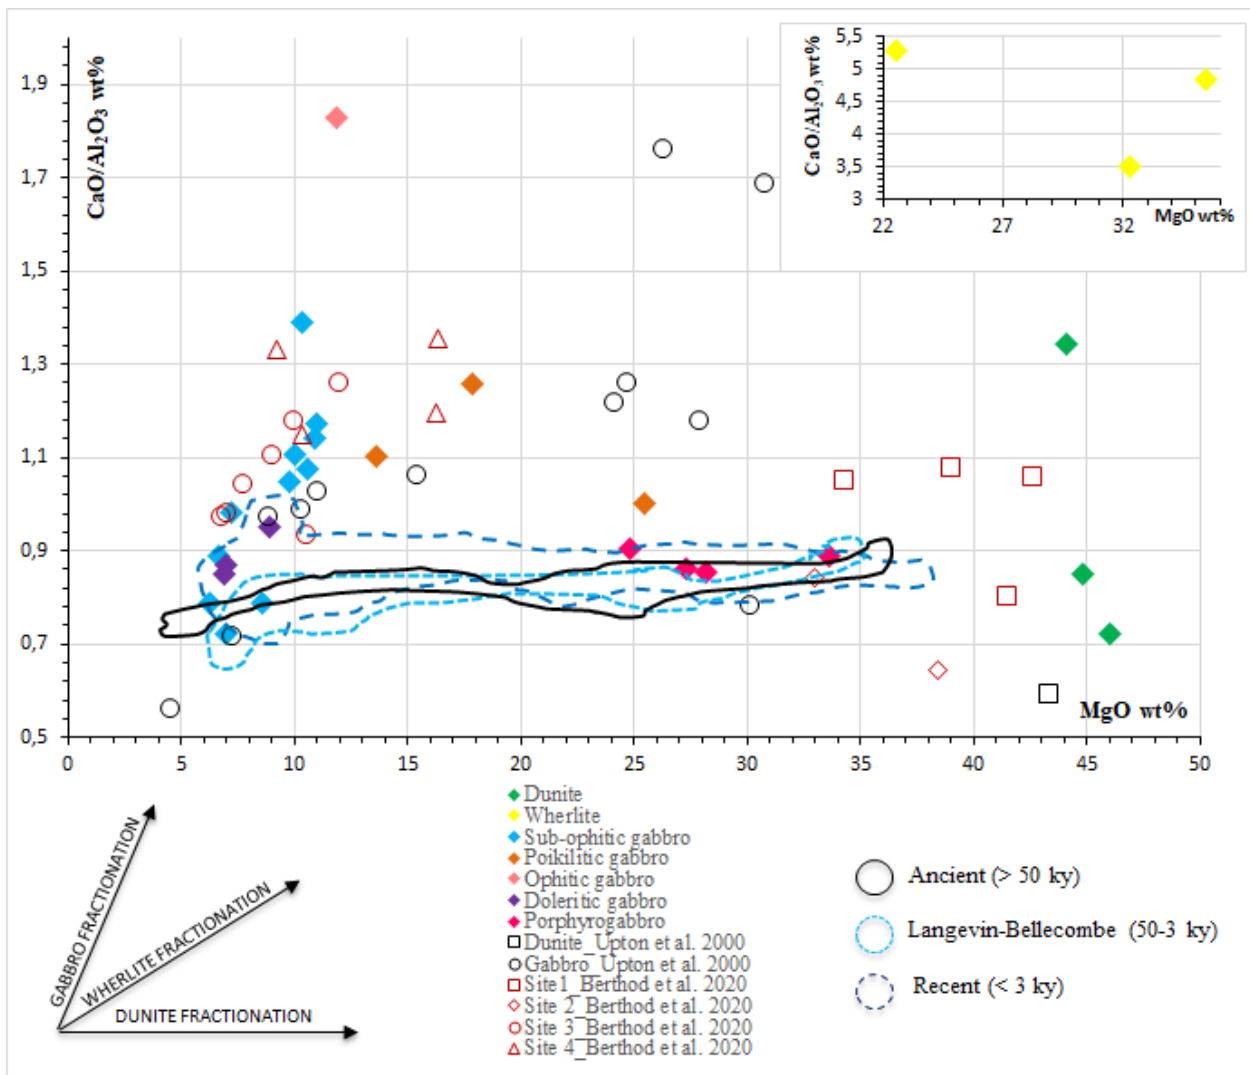 CaO/Al₂O₃ wt%
1,9
1,7
1,5
1,3
1,1
0,9
0,7
0,5
0 5 10 15 20 25 30 35 40 45 50
MgO wt%
CaO/Al₂O₃ wt%
5,5
5
4,5
4
3,5
3
22 27 32
MgO wt%
GABBRO FRACTIONATION
WHERLITE FRACTIONATION
DUNITE FRACTIONATION
Dunite
Wherlite
Sub-ophitic gabbro
Poikilitic gabbro
Ophitic gabbro
Doleritic gabbro
Porphyrogabbro
Dunite_Upton et al. 2000
Gabbro_Upton et al. 2000
Site1_Berthod et al. 2020
Site 2_Berthod et al. 2020
Site 3_Berthod et al. 2020
Site 4_Berthod et al. 2020
Ancient (> 50 ky)
Langevin-Bellecombe (50-3 ky)
Recent (< 3 ky)